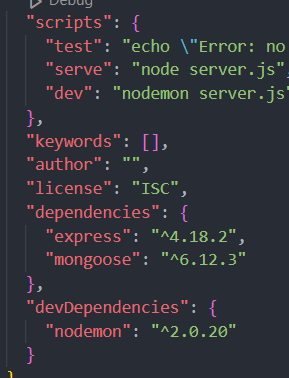 Debug
"scripts": {
"test": "echo \"Error: no
"serve": "node server.js",
"dev": "nodemon server.js"
},
"keywords": [],
"author": "",
"license": "ISC",
"dependencies": {
"express": "^4.18.2",
"mongoose": "^6.12.3"
},
"devDependencies": {
"nodemon": "^2.0.20"
}
}